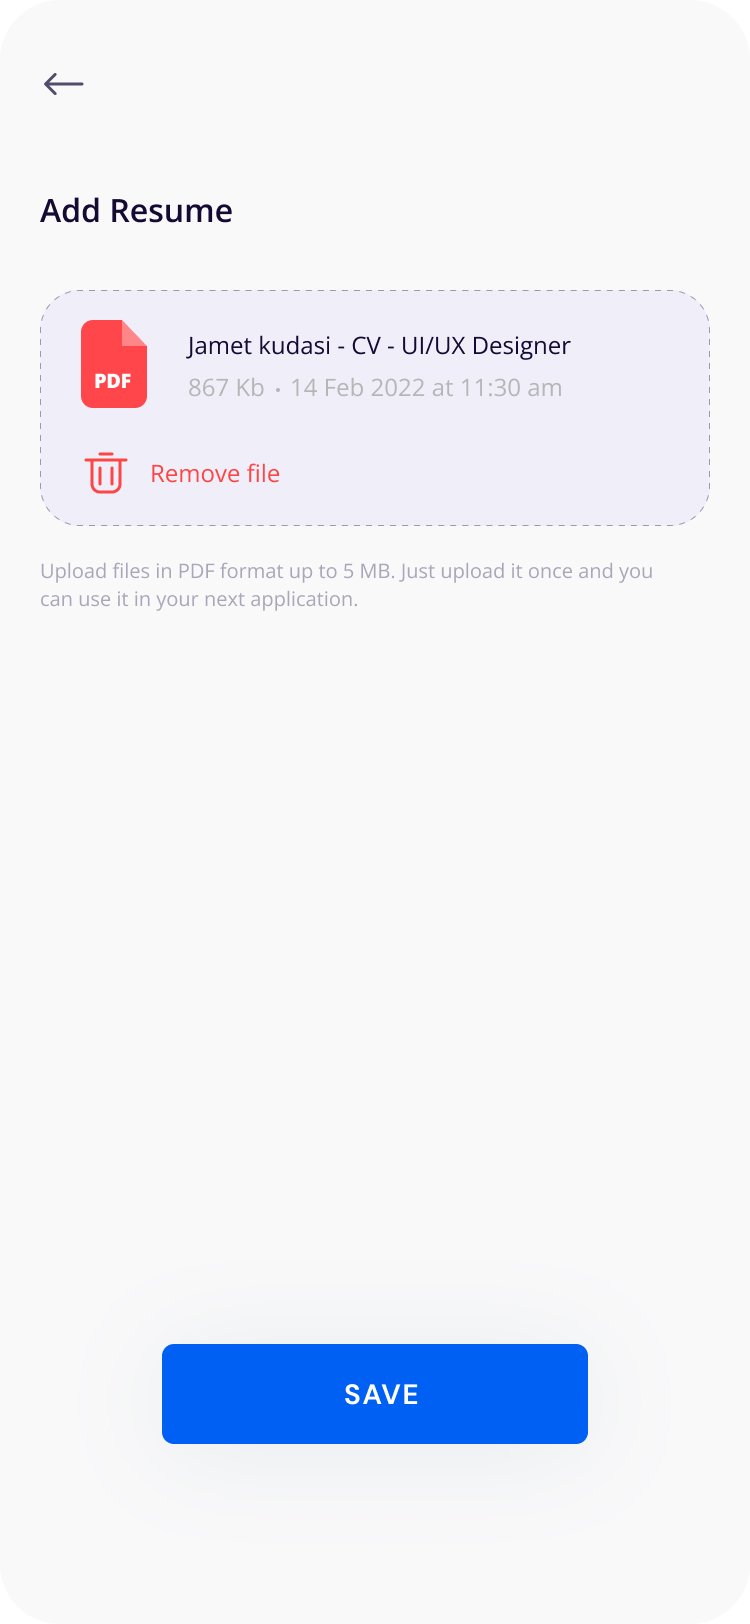 Add Resume
PDF
Jamet kudasi - CV - UI/UX Designer
867 Kb · 14 Feb 2022 at 11:30 am
Remove file
Upload files in PDF format up to 5 MB. Just upload it once and you
can use it in your next application.
SAVE